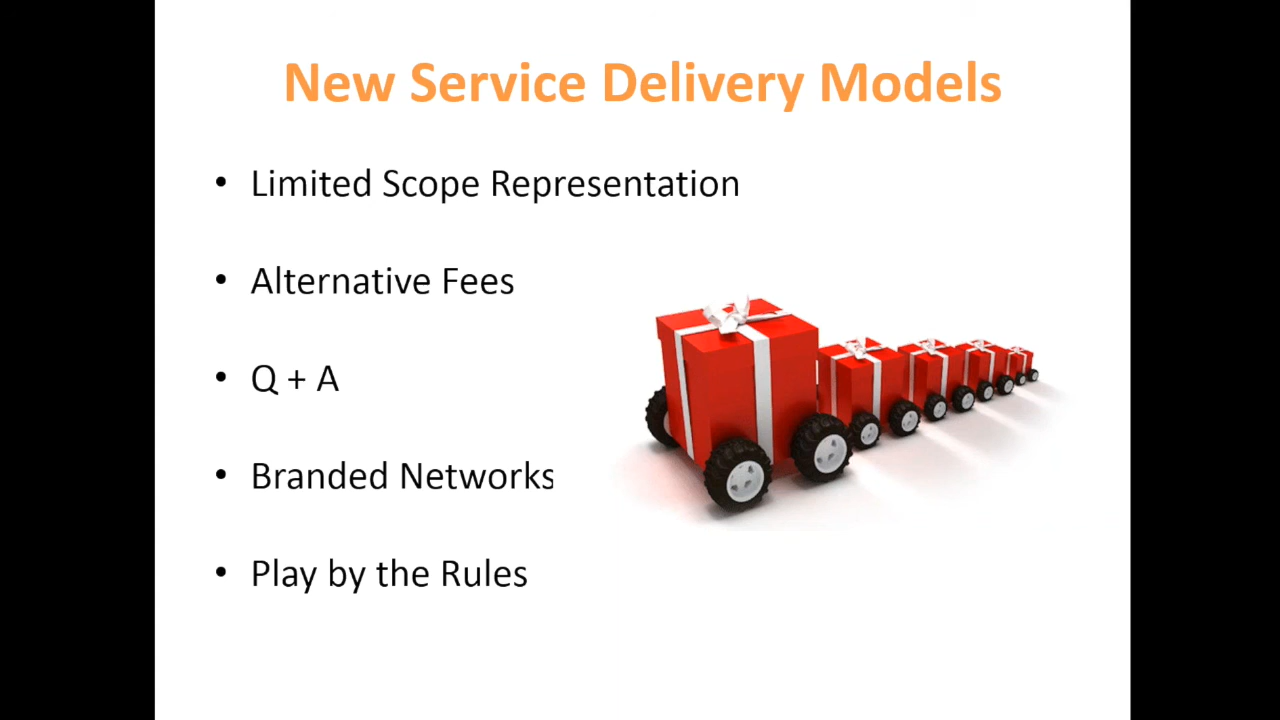 New Service Delivery Models
• Limited Scope Representation
• Alternative Fees
• Q + A
• Branded Networks
• Play by the Rules